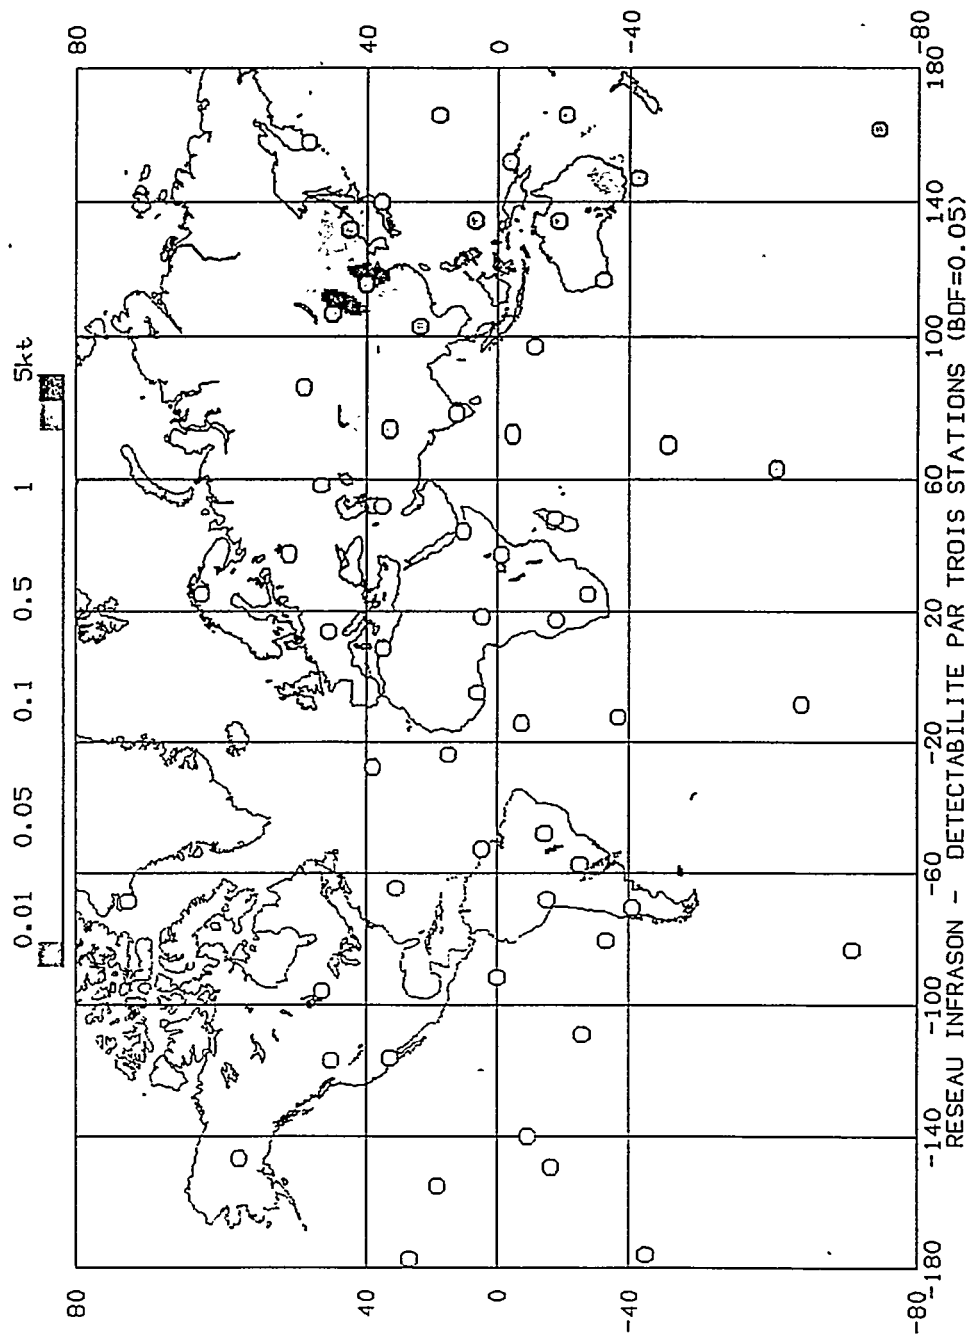 0.01 0.05 0.1 0.5 1 5kt
80 80
40 40
0 0
-40 -40
-80 -80
-180 -140 -100 -60 -20 20 60 100 140 180
RESEAU INFRASON - DETECTABILITE PAR TROIS STATIONS (BDF=0.05)